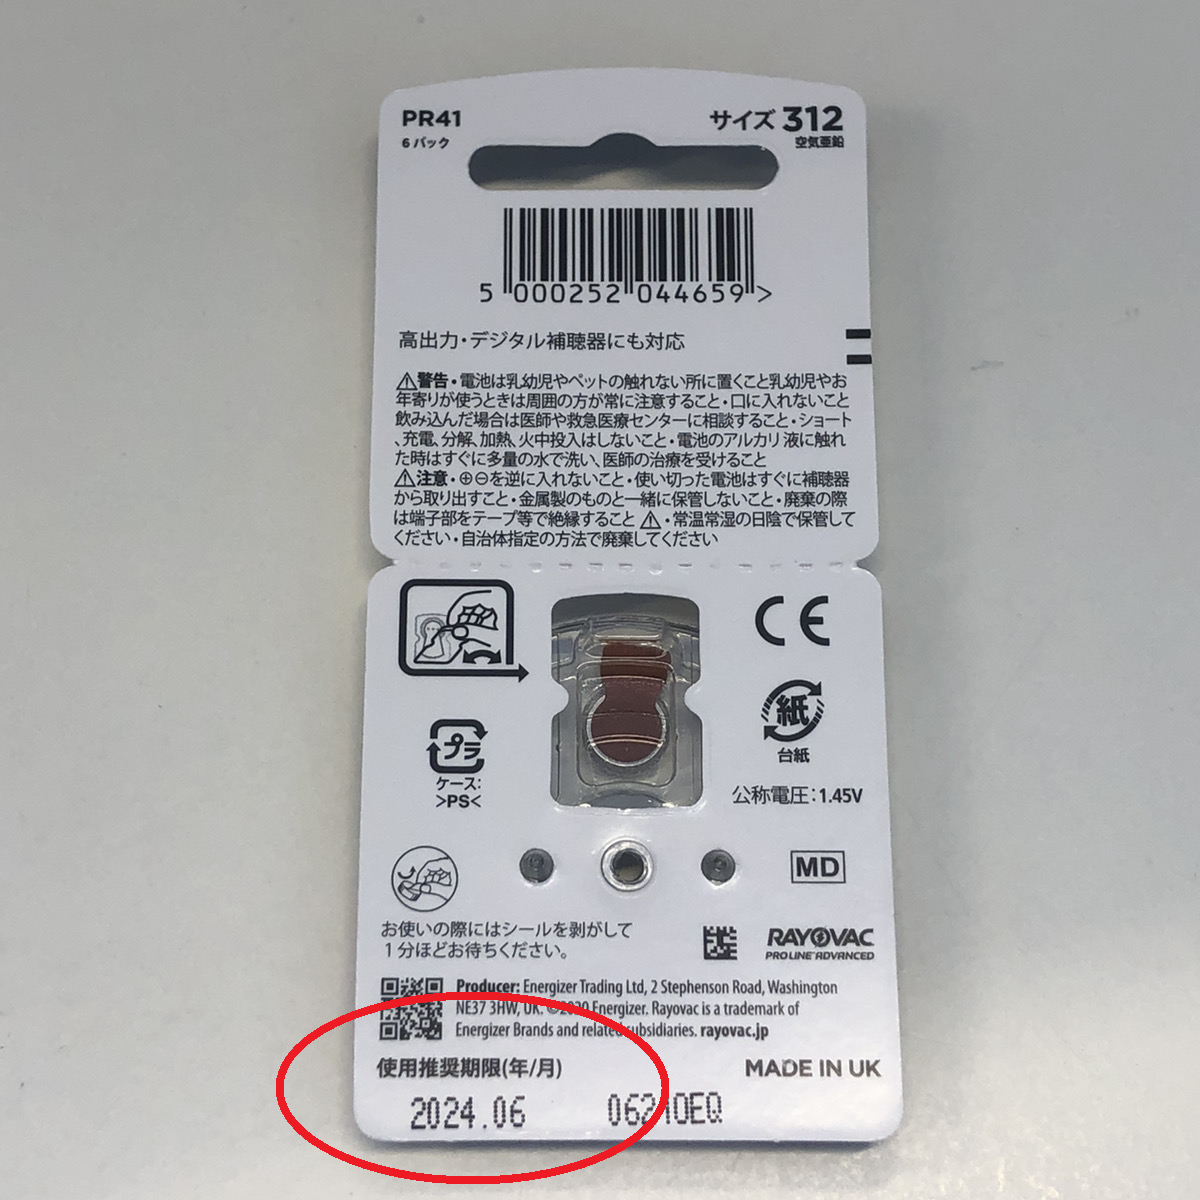 PR41
6 パック
サイズ 312
空気亜鉛
5 000252 044659 >
高出力・デジタル補聴器にも対応
⚠警告・電池は乳幼児やペットの触れない所に置くこと乳幼児やお
年寄りが使うときは周囲の方が常に注意すること・口に入れないこと
飲み込んだ場合は医師や救急医療センターに相談すること・ショート
、充電、分解、加熱、火中投入はしないこと・電池のアルカリ液に触れ
た時はすぐに多量の水で洗い、医師の治療を受けること
⚠注意・⊕⊖を逆に入れないこと・使い切った電池はすぐに補聴器
から取り出すこと・金属製のものと一緒に保管しないこと・廃棄の際
は端子部をテープ等で絶縁すること ⚠・常温常湿の日陰で保管して
ください・自治体指定の方法で廃棄してください
CE
プラ
ケース:
>PS<
紙
台紙
公称電圧:1.45V
MD
お使いの際にはシールを剥がして
1分ほどお待ちください。
RAYOVAC
PROLINE ADVANCED
Producer: Energizer Trading Ltd, 2 Stephenson Road, Washington
NE37 3HW, UK. ©2020 Energizer. Rayovac is a trademark of
Energizer Brands and related subsidiaries. rayovac.jp
使用推奨期限(年/月)
MADE IN UK
2024.06